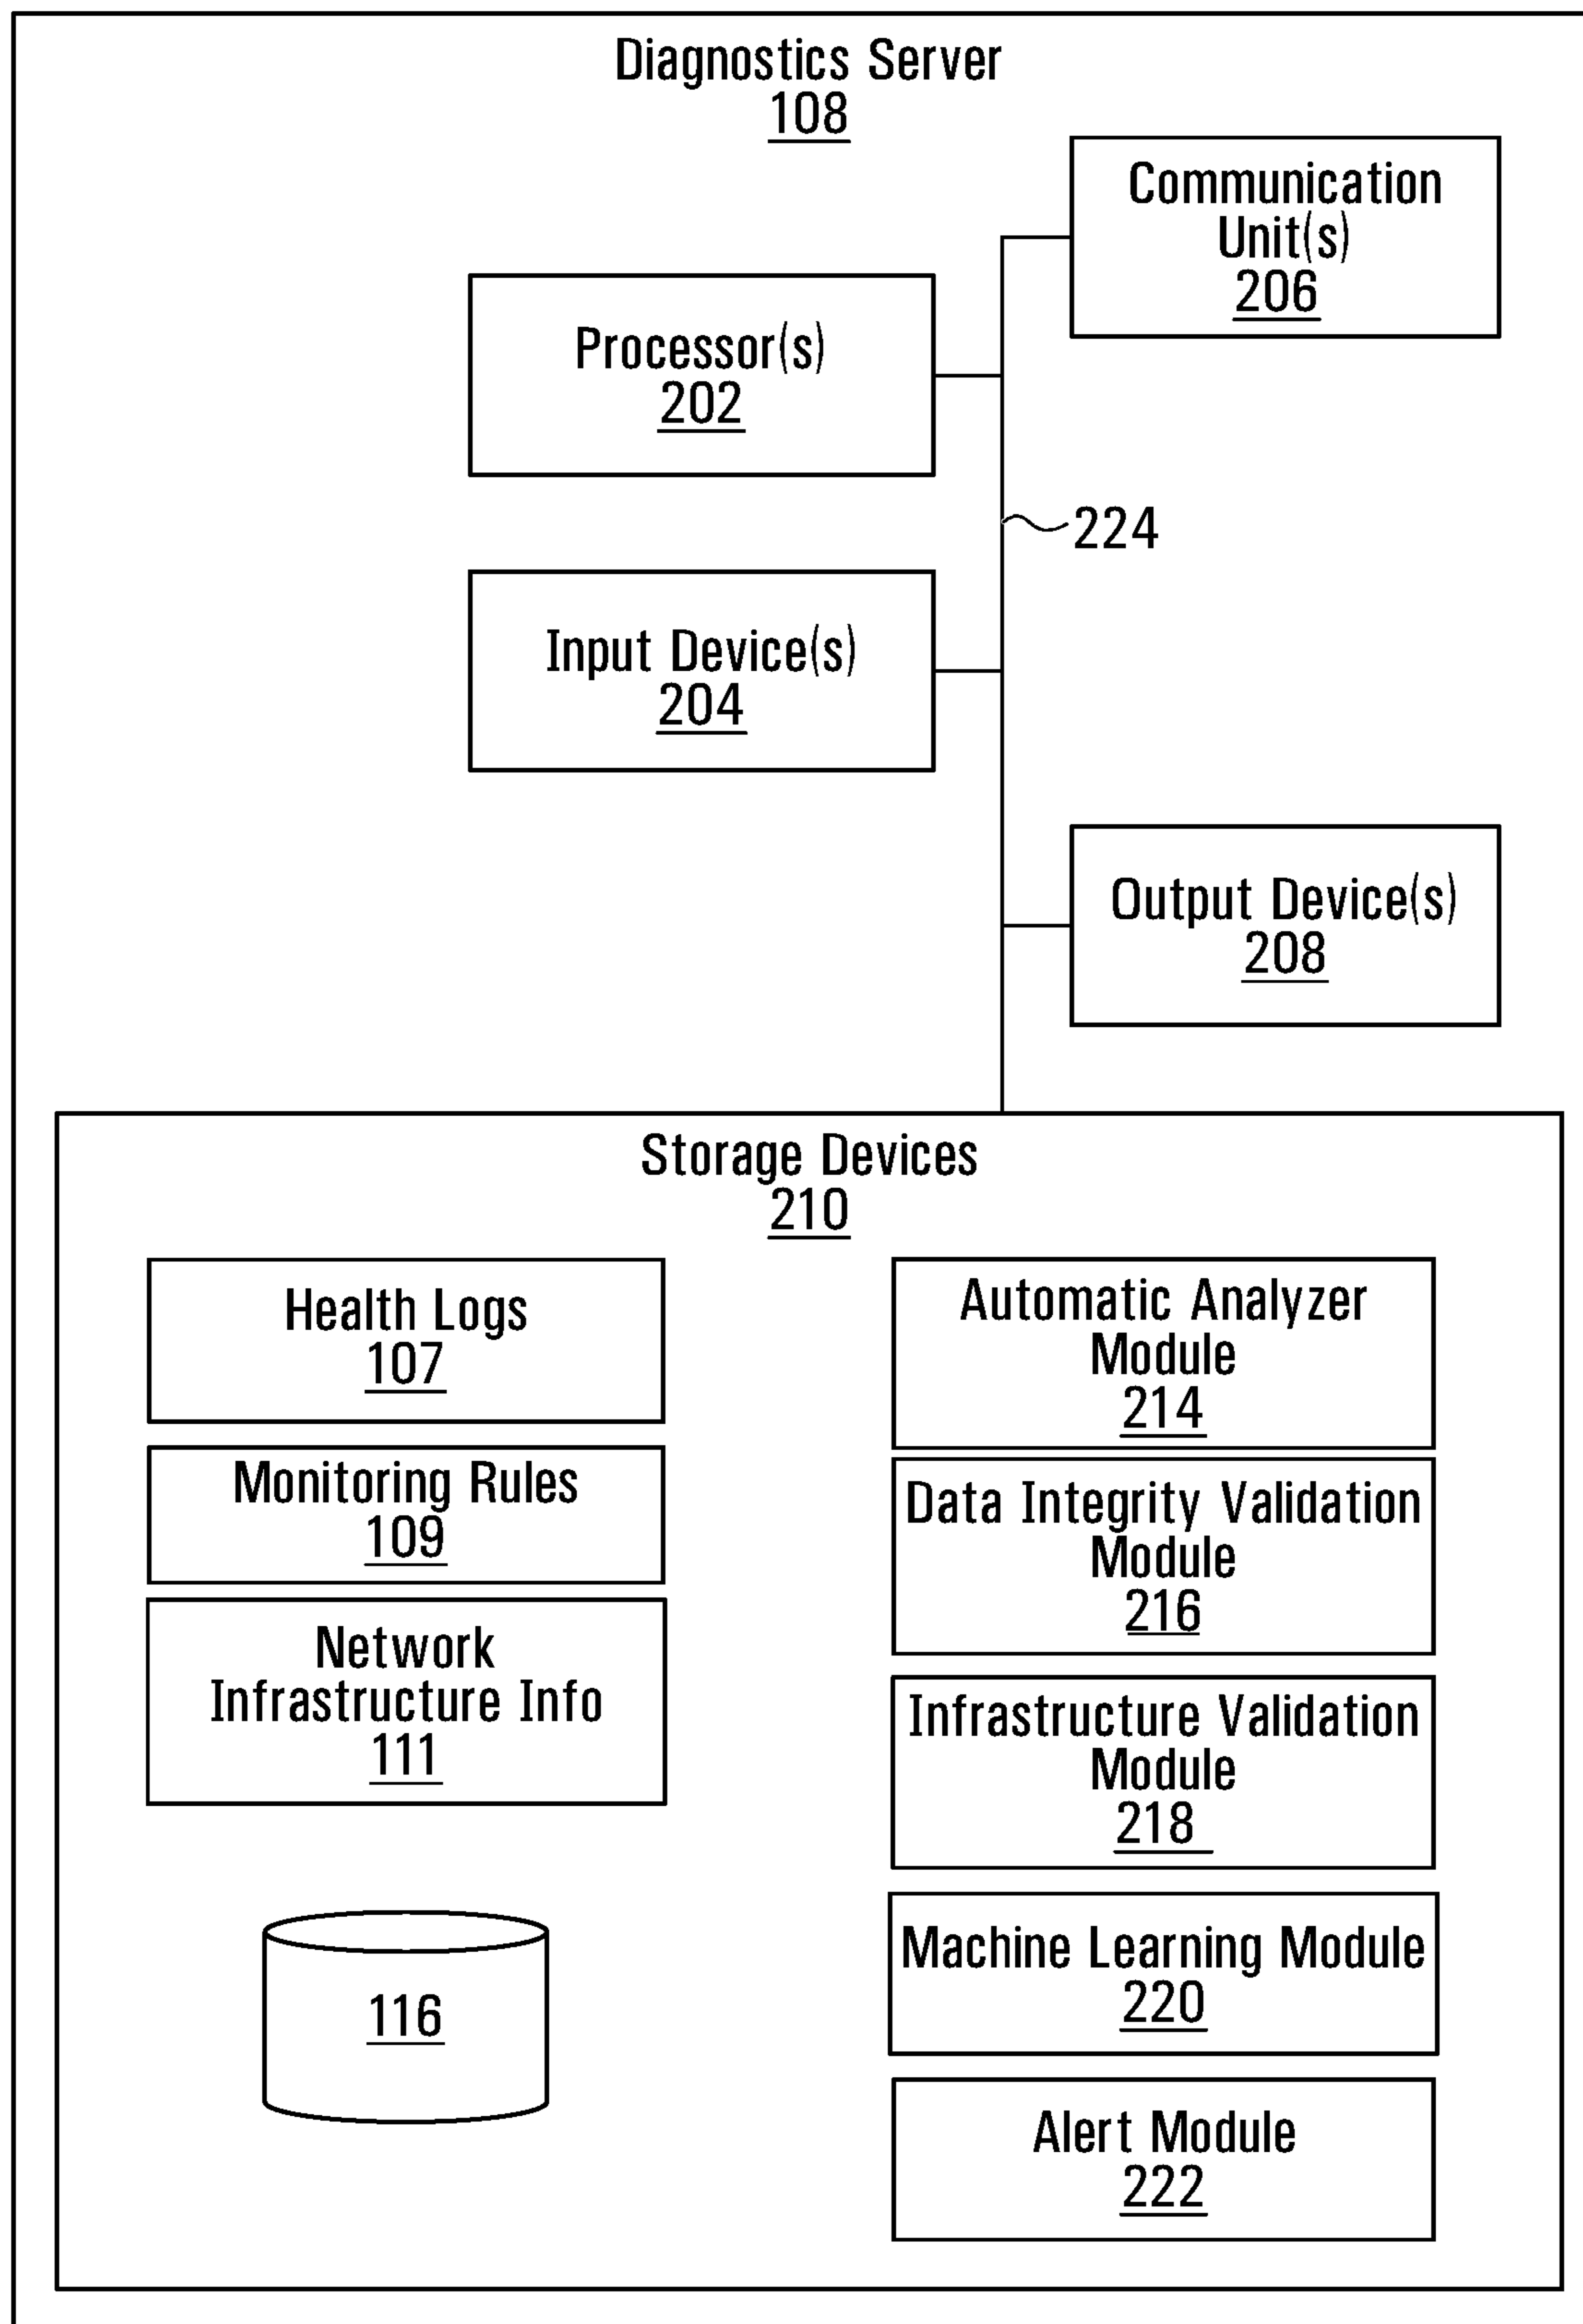 Diagnostics Server
108
Communication
Unit(s)
206
Processor(s)
202
224
Input Device(s)
204
Output Device(s)
208
Storage Devices
210
Health Logs
107
Monitoring Rules
109
Network
Infrastructure Info
111
116
Automatic Analyzer
Module
214
Data Integrity Validation
Module
216
Infrastructure Validation
Module
218
Machine Learning Module
220
Alert Module
222